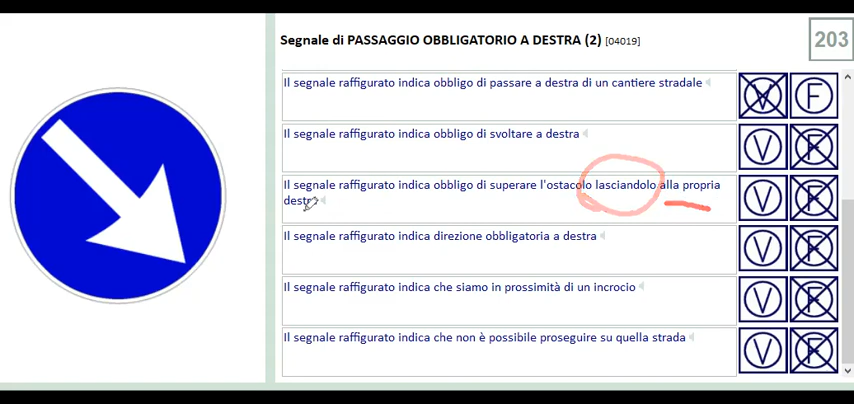 Segnale di PASSAGGIO OBBLIGATORIO A DESTRA (2) [04019]
203
Il segnale raffigurato indica obbligo di passare a destra di un cantiere stradale
V F
Il segnale raffigurato indica obbligo di svoltare a destra
V F
Il segnale raffigurato indica obbligo di superare l'ostacolo lasciandolo alla propria
destra
V F
Il segnale raffigurato indica direzione obbligatoria a destra
V F
Il segnale raffigurato indica che siamo in prossimità di un incrocio
V F
Il segnale raffigurato indica che non è possibile proseguire su quella strada
V F